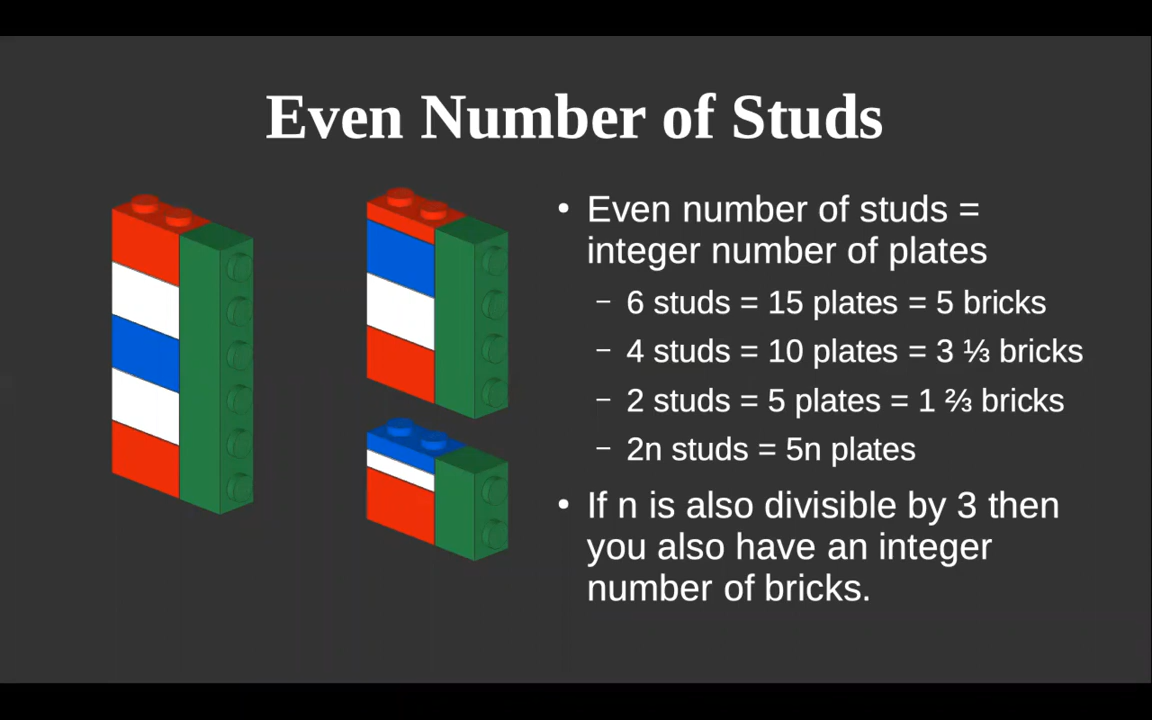 Even Number of Studs
• Even number of studs =
integer number of plates
– 6 studs = 15 plates = 5 bricks
– 4 studs = 10 plates = 3 ⅓ bricks
– 2 studs = 5 plates = 1 ⅔ bricks
– 2n studs = 5n plates
• If n is also divisible by 3 then
you also have an integer
number of bricks.